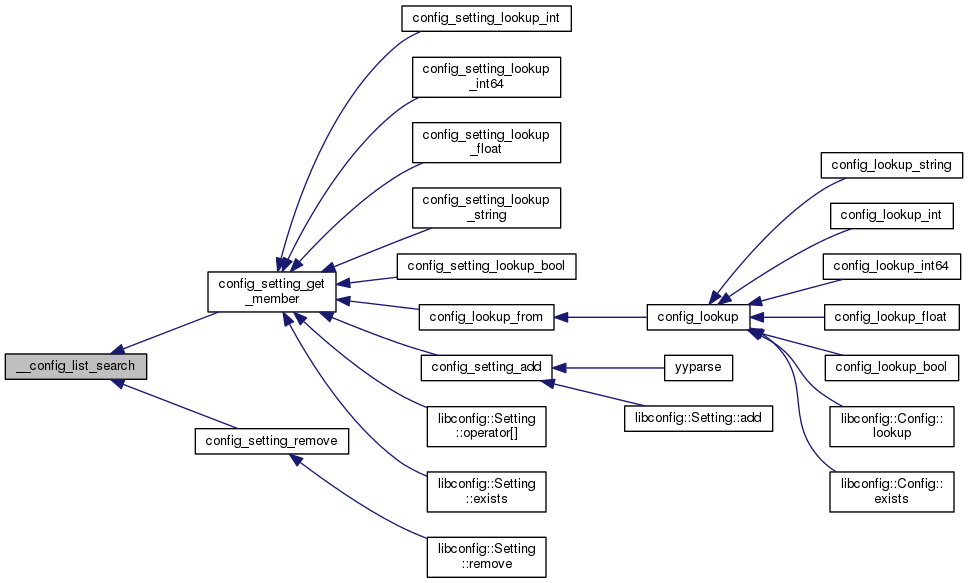 config_setting_lookup_int
config_setting_lookup
_int64
config_setting_lookup
_float
config_setting_lookup
_string
config_setting_lookup_bool
config_setting_get
_member
config_lookup_from
config_lookup
config_lookup_string
config_lookup_int
config_lookup_int64
config_lookup_float
config_lookup_bool
libconfig::Config::
lookup
libconfig::Config::
exists
__config_list_search
config_setting_add
yyparse
libconfig::Setting::add
libconfig::Setting
::operator[]
config_setting_remove
libconfig::Setting
::exists
libconfig::Setting
::remove